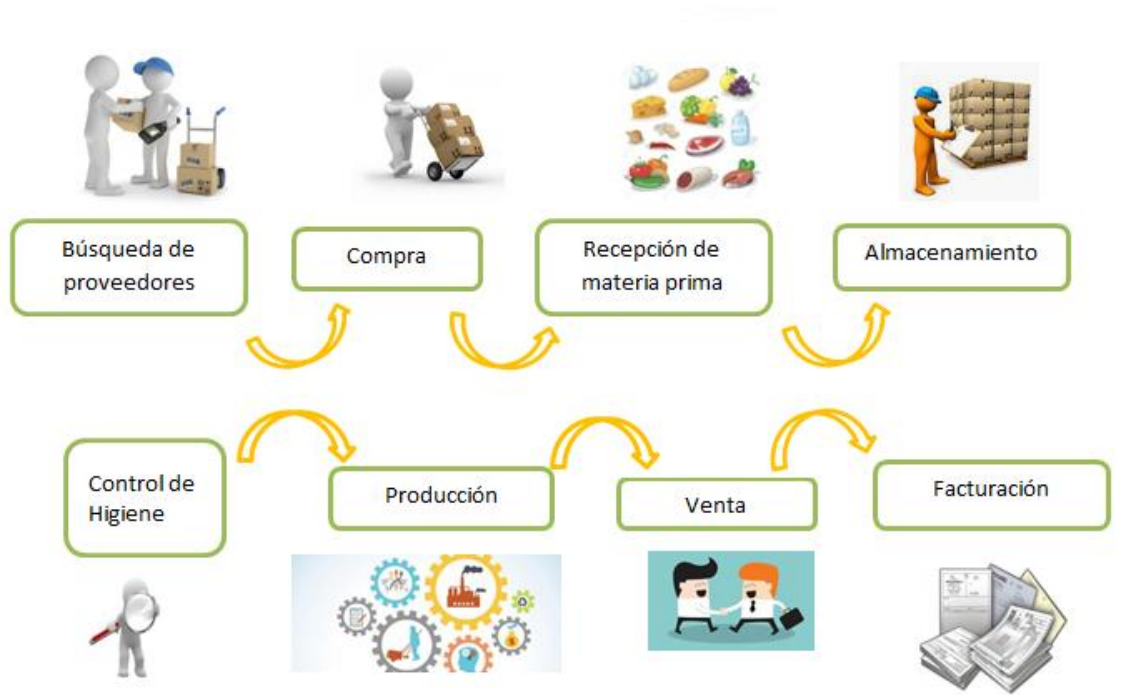 Búsqueda de
proveedores
Compra
Recepción de
materia prima
Almacenamiento
Control de
Higiene
Producción
Venta
Facturación